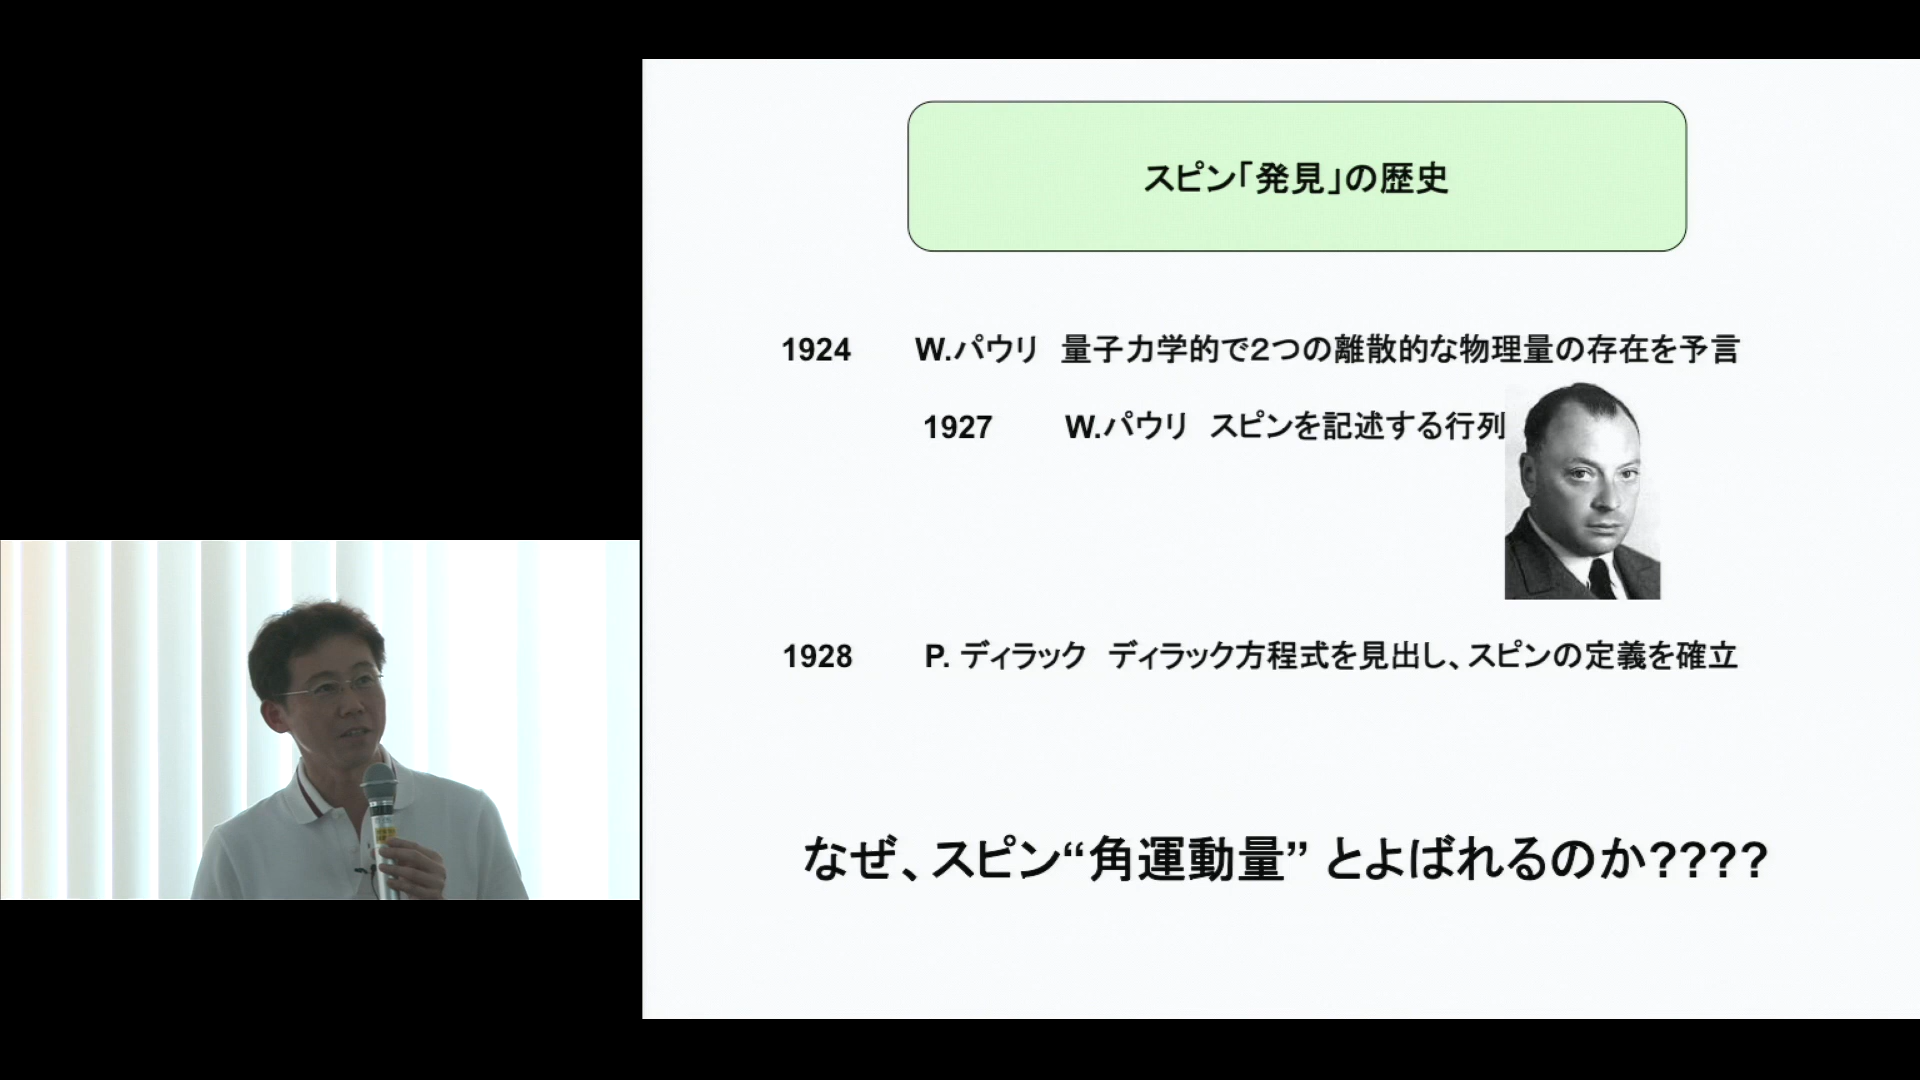 スピン「発見」の歴史
1924 W.パウリ 量子力学的で2つの離散的な物理量の存在を予言
1927 W.パウリ スピンを記述する行列
1928 P. ディラック ディラック方程式を見出し、スピンの定義を確立
なぜ、スピン“角運動量” とよばれるのか????